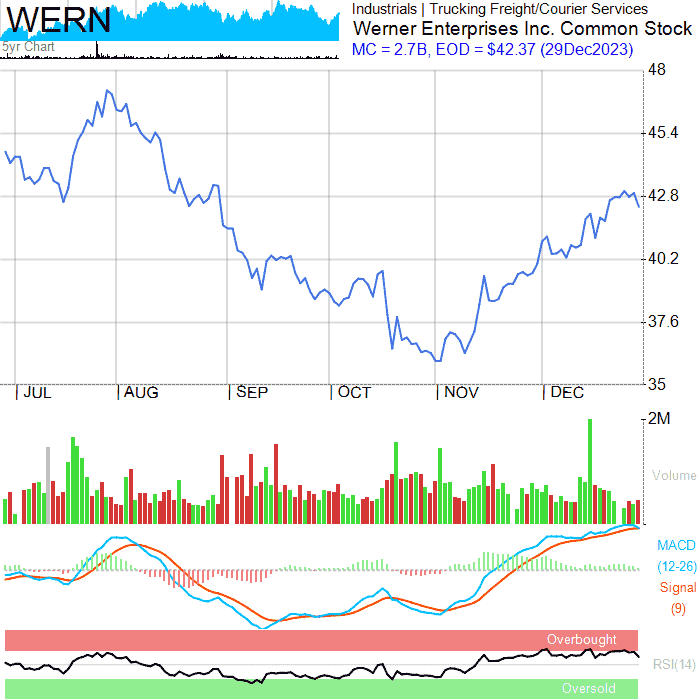 WERN
5yr Chart
Industrials | Trucking Freight/Courier Services
Werner Enterprises Inc. Common Stock
MC = 2.7B, EOD = $42.37 (29Dec2023)
48
45.4
42.8
40.2
37.6
35
JUL
AUG
SEP
OCT
NOV
DEC
2M
Volume
MACD
(12-26)
Signal
(9)
Overbought
RSI(14)
Oversold